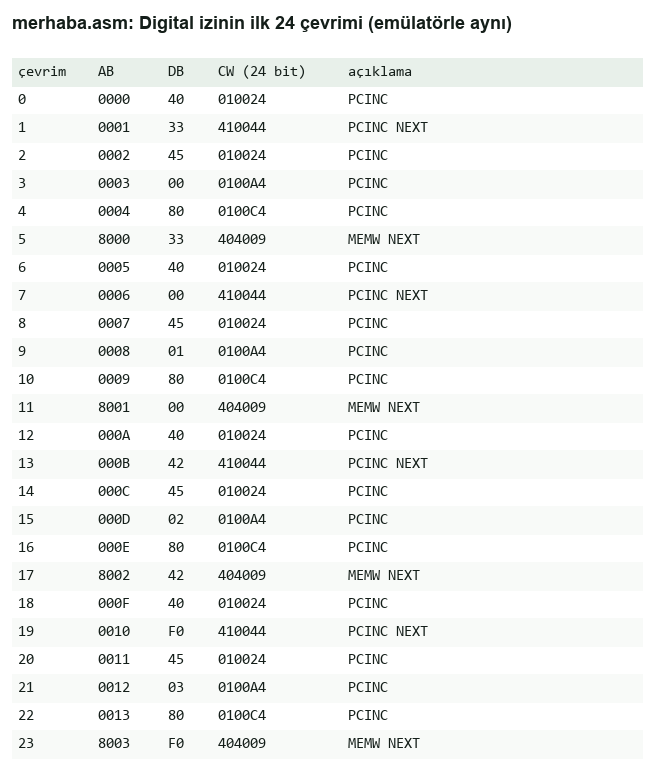 merhaba.asm: Digital izinin ilk 24 çevrimi (emülatörle aynı)
çevrim AB DB CW (24 bit) açıklama
0 0000 40 010024 PCINC
1 0001 33 410044 PCINC NEXT
2 0002 45 010024 PCINC
3 0003 00 0100A4 PCINC
4 0004 80 0100C4 PCINC
5 8000 33 404009 MEMW NEXT
6 0005 40 010024 PCINC
7 0006 00 410044 PCINC NEXT
8 0007 45 010024 PCINC
9 0008 01 0100A4 PCINC
10 0009 80 0100C4 PCINC
11 8001 00 404009 MEMW NEXT
12 000A 40 010024 PCINC
13 000B 42 410044 PCINC NEXT
14 000C 45 010024 PCINC
15 000D 02 0100A4 PCINC
16 000E 80 0100C4 PCINC
17 8002 42 404009 MEMW NEXT
18 000F 40 010024 PCINC
19 0010 F0 410044 PCINC NEXT
20 0011 45 010024 PCINC
21 0012 03 0100A4 PCINC
22 0013 80 0100C4 PCINC
23 8003 F0 404009 MEMW NEXT